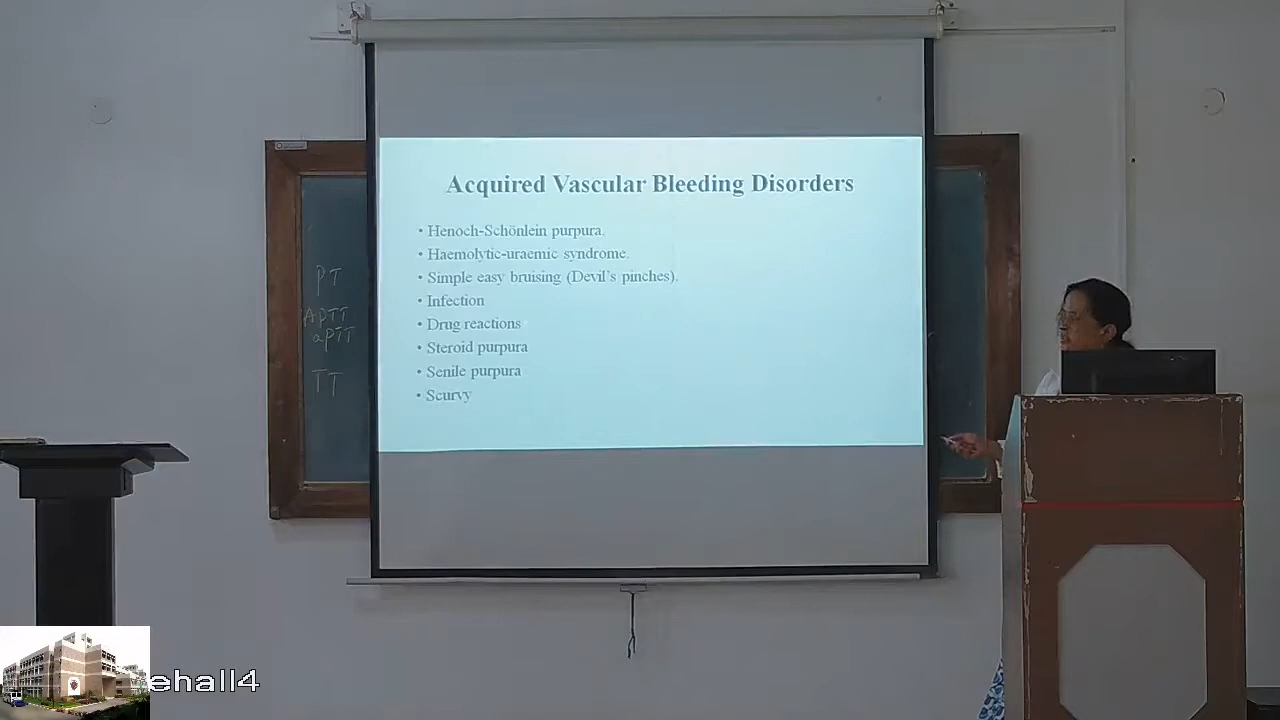 Acquired Vascular Bleeding Disorders
• Henoch-Schönlein purpura.
• Haemolytic-uraemic syndrome.
• Simple easy bruising (Devil's pinches).
• Infection
• Drug reactions
• Steroid purpura
• Senile purpura
• Scurvy
PT
APTT
aPTT
TT
ehall4